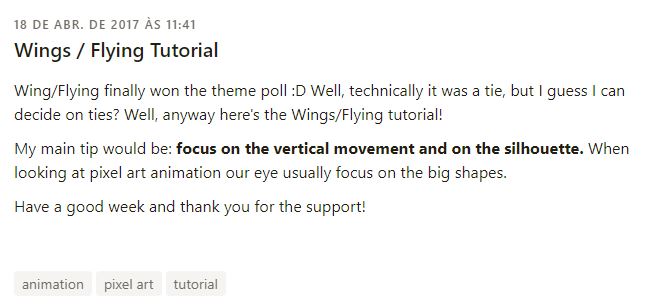 18 DE ABR. DE 2017 ÀS 11:41
Wings / Flying Tutorial
Wing/Flying finally won the theme poll :D Well, technically it was a tie, but I guess I can
decide on ties? Well, anyway here's the Wings/Flying tutorial!
My main tip would be: focus on the vertical movement and on the silhouette. When
looking at pixel art animation our eye usually focus on the big shapes.
Have a good week and thank you for the support!
animation pixel art tutorial